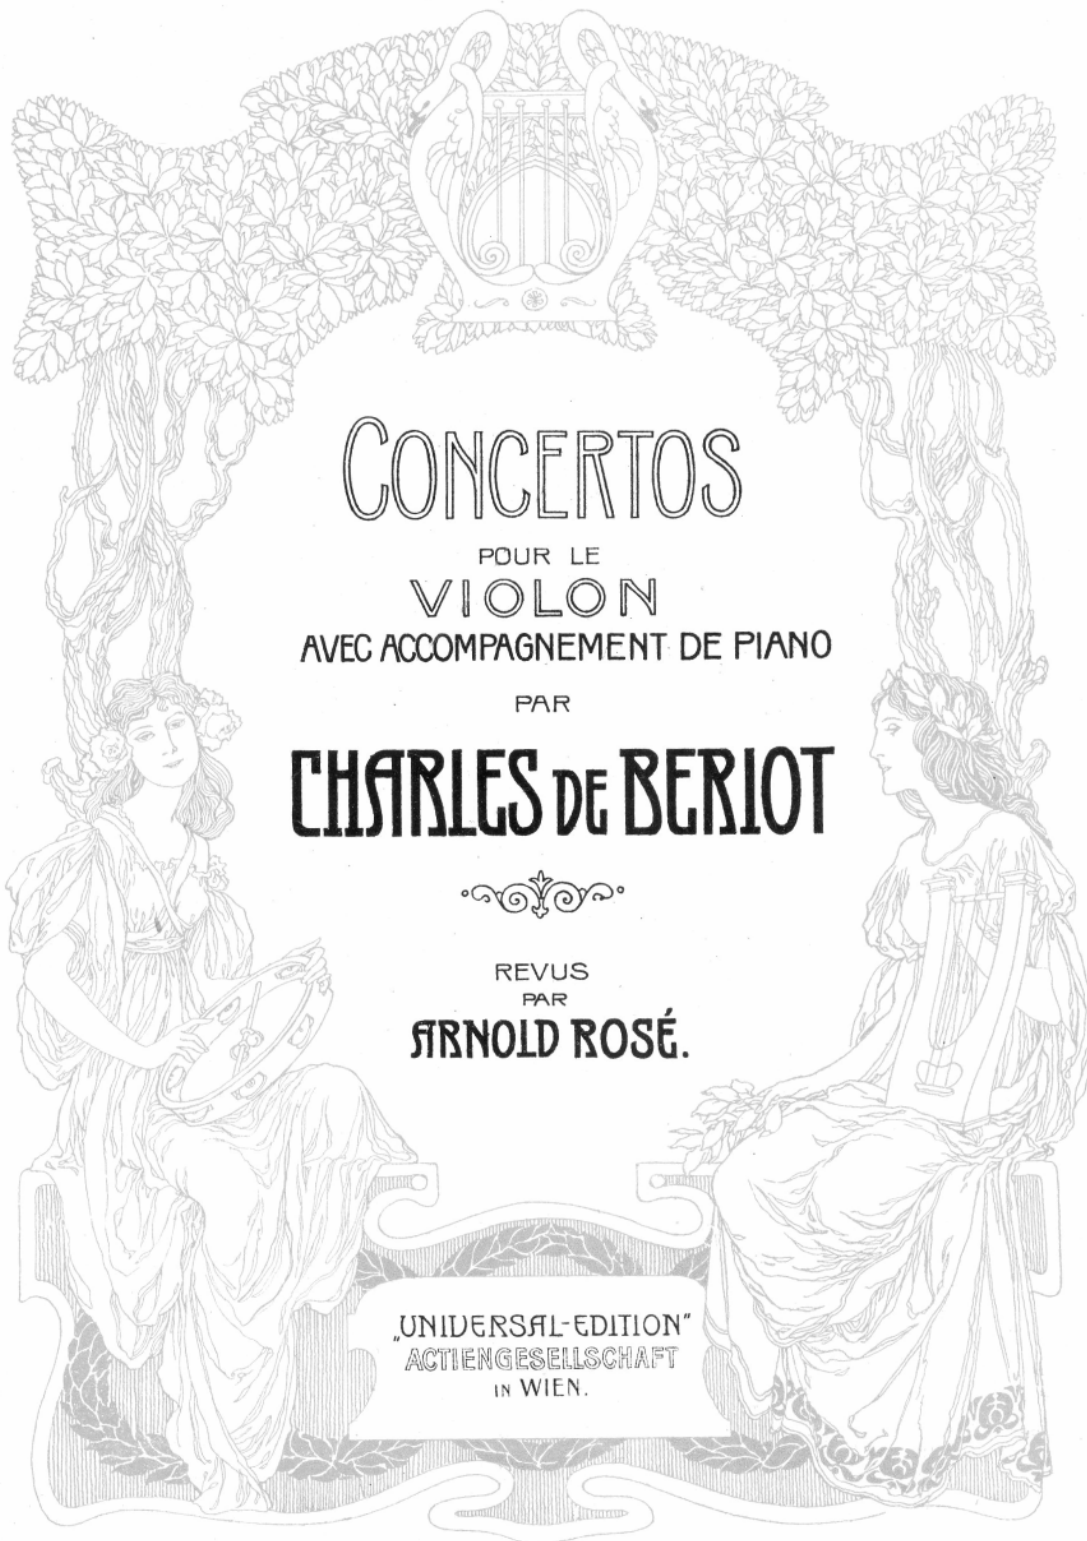 CONCERTOS
POUR LE
VIOLON
AVEC ACCOMPAGNEMENT DE PIANO
PAR
CHARLES DE BERIOT
REVUS
PAR
ARNOLD ROSÉ.
„UNIVERSAL-EDITION"
ACTIENGESELLSCHAFT
IN WIEN.